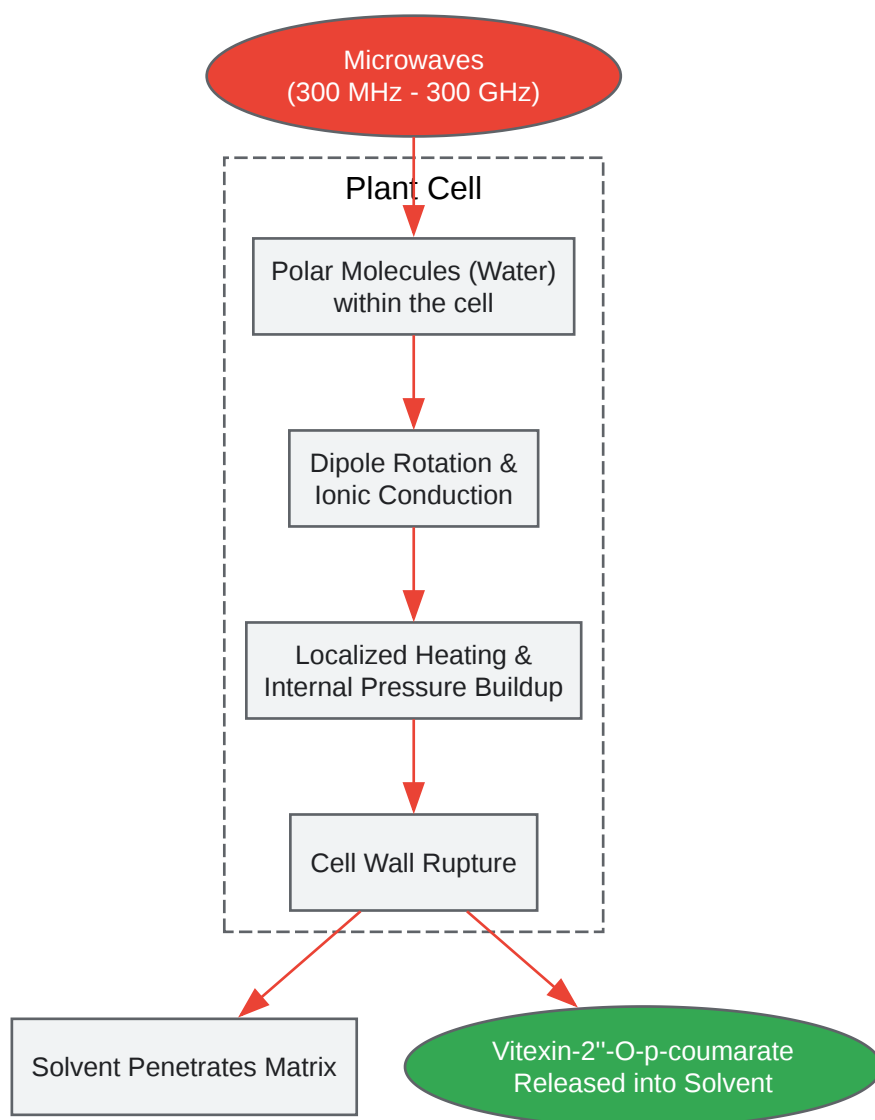 Microwaves
(300 MHz - 300 GHz)
Plant Cell
Polar Molecules (Water)
within the cell
Dipole Rotation &
Ionic Conduction
Localized Heating &
Internal Pressure Buildup
Cell Wall Rupture
Solvent Penetrates Matrix
Vitexin-2''-O-p-coumarate
Released into Solvent